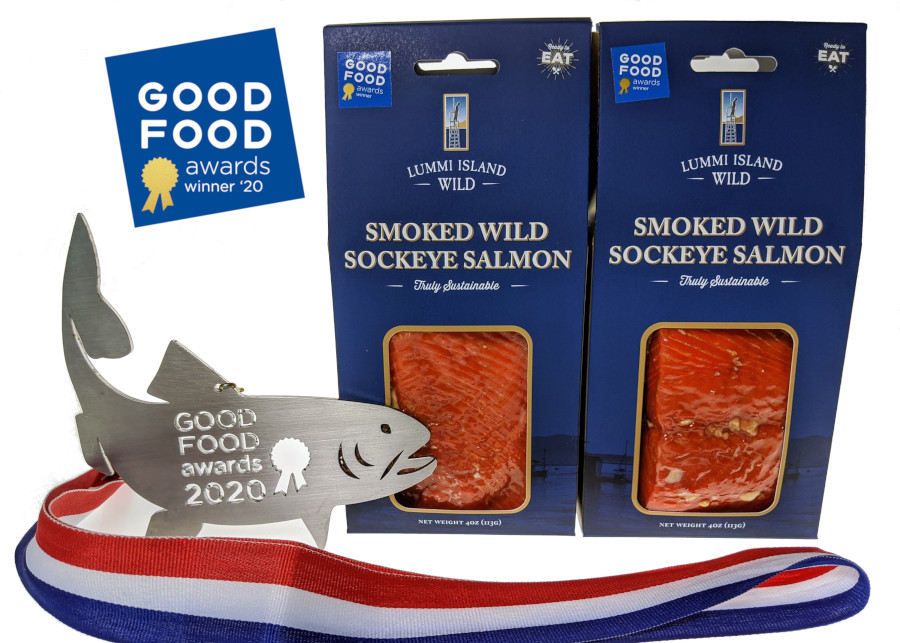 GOOD
FOOD
awards
winner '20
GOOD
FOOD
awards
winner
Ready to
EAT
LUMMI ISLAND
WILD
SMOKED WILD
SOCKEYE SALMON
Truly Sustainable
NET WEIGHT 4OZ (113G)
GOOD
FOOD
awards
winner
Ready to
EAT
LUMMI ISLAND
WILD
SMOKED WILD
SOCKEYE SALMON
Truly Sustainable
NET WEIGHT 4OZ (113G)
GOOD
FOOD
awards
2020